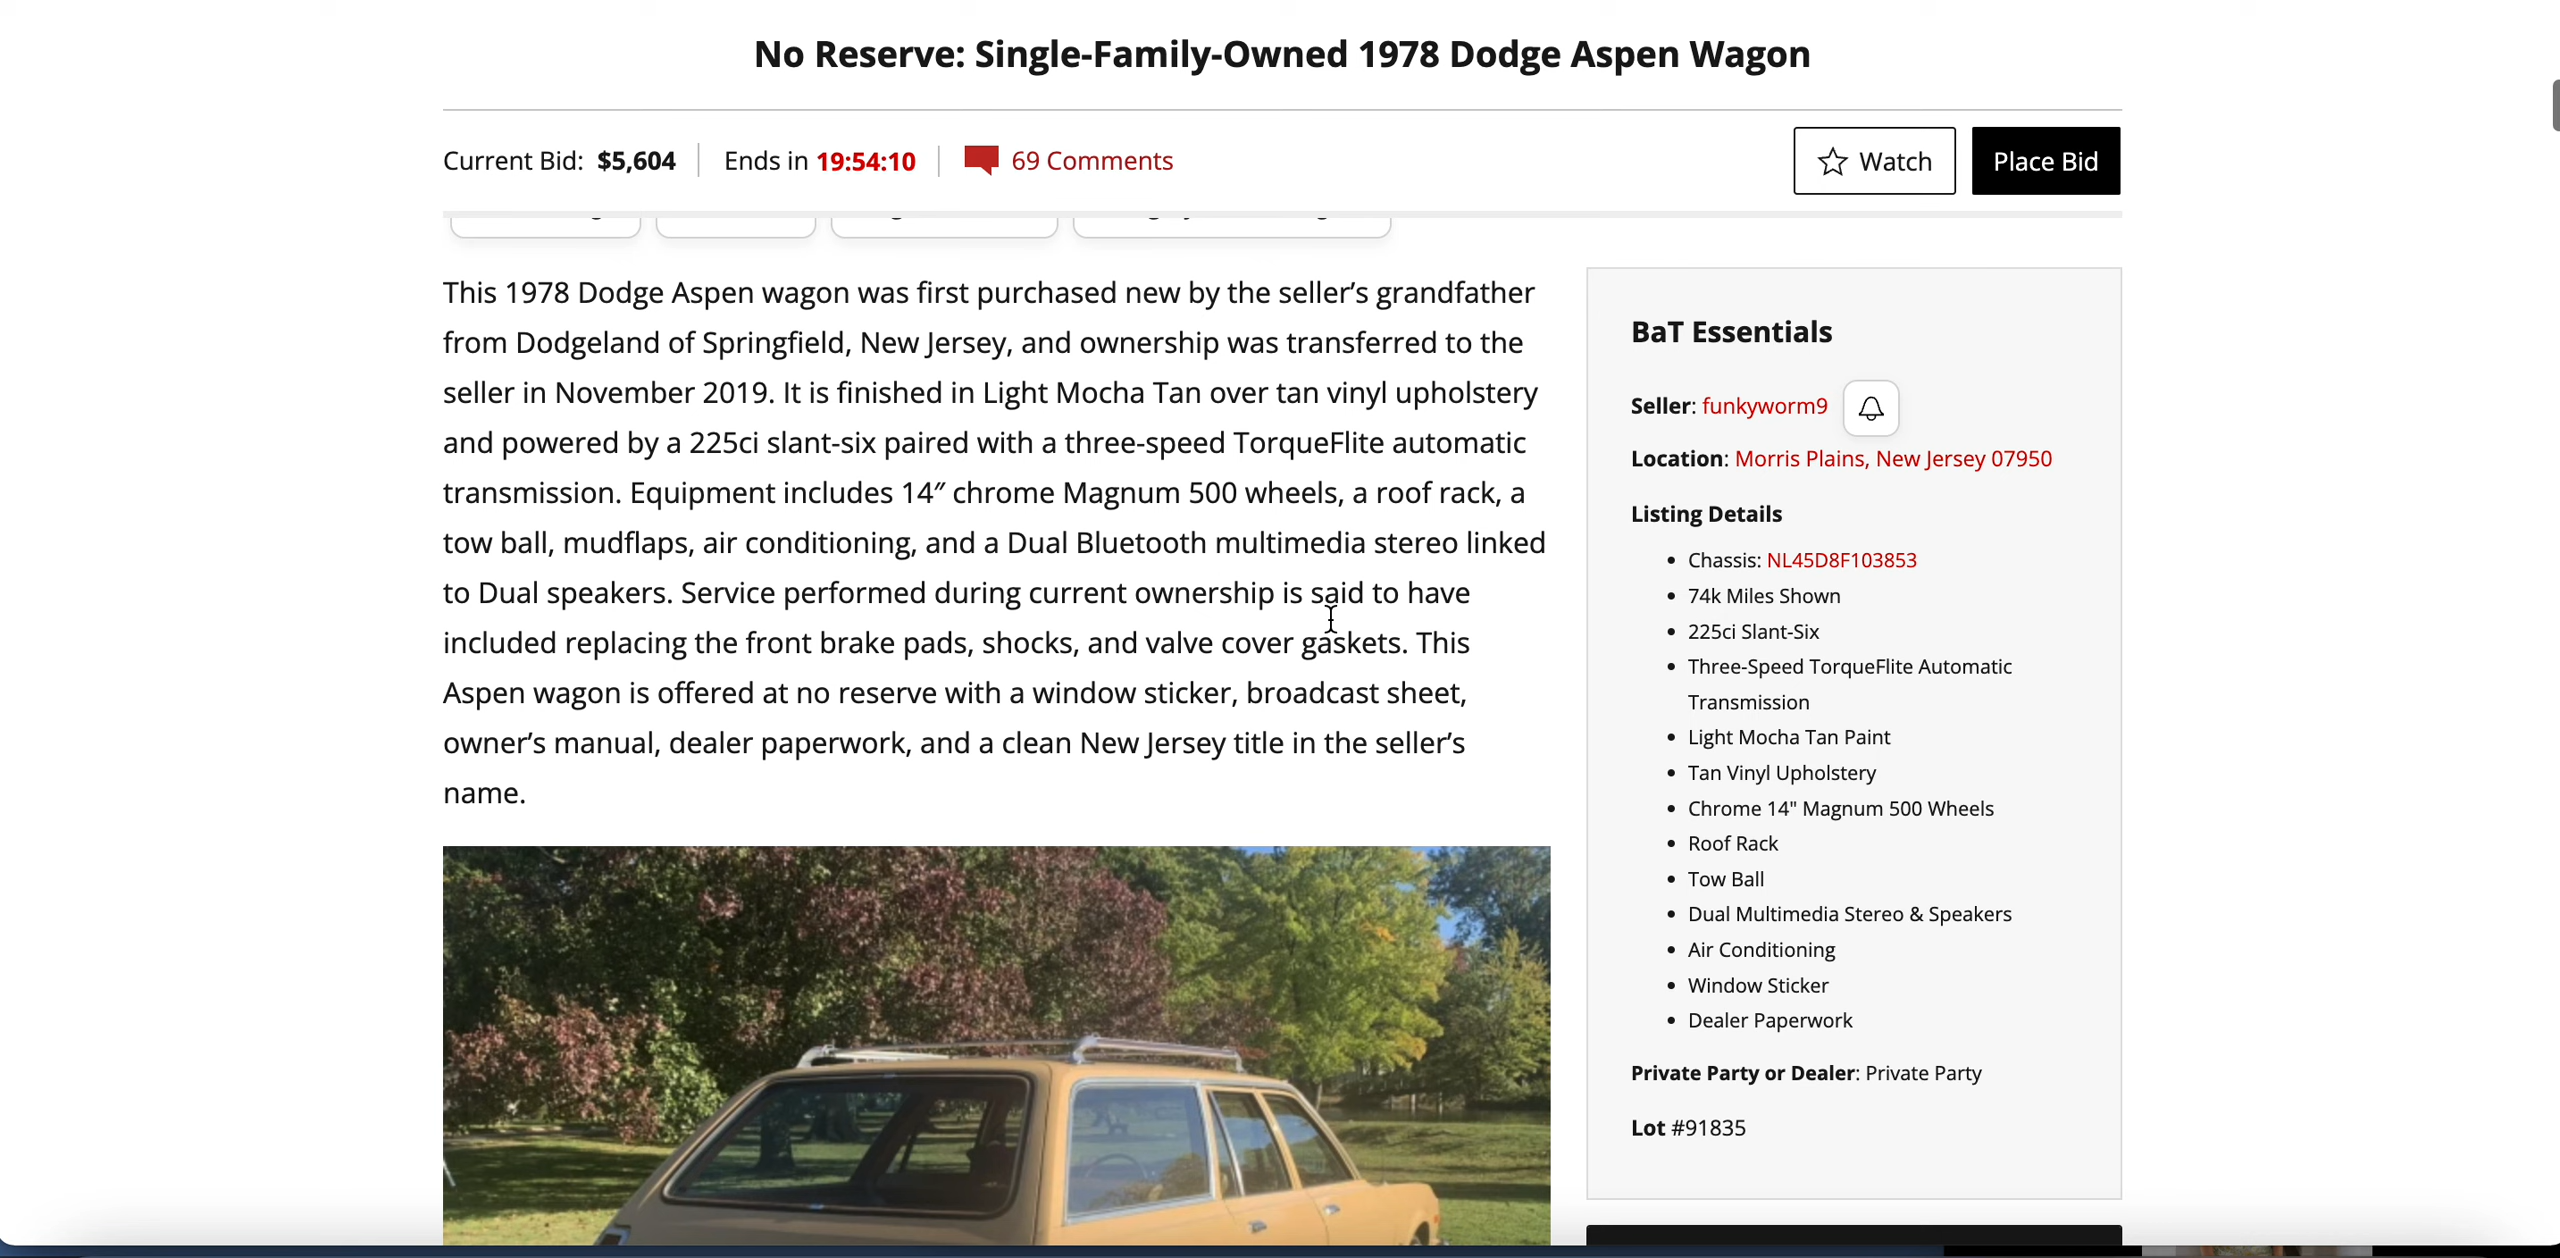 No Reserve: Single-Family-Owned 1978 Dodge Aspen Wagon
Current Bid: $5,604
Ends in 19:54:10
69 Comments
Watch
Place Bid
This 1978 Dodge Aspen wagon was first purchased new by the seller’s grandfather
from Dodgeland of Springfield, New Jersey, and ownership was transferred to the
seller in November 2019. It is finished in Light Mocha Tan over tan vinyl upholstery
and powered by a 225ci slant-six paired with a three-speed TorqueFlite automatic
transmission. Equipment includes 14″ chrome Magnum 500 wheels, a roof rack, a
tow ball, mudflaps, air conditioning, and a Dual Bluetooth multimedia stereo linked
to Dual speakers. Service performed during current ownership is said to have
included replacing the front brake pads, shocks, and valve cover gaskets. This
Aspen wagon is offered at no reserve with a window sticker, broadcast sheet,
owner’s manual, dealer paperwork, and a clean New Jersey title in the seller’s
name.
BaT Essentials
Seller: funkyworm9
Location: Morris Plains, New Jersey 07950
Listing Details
Chassis: NL45D8F103853
74k Miles Shown
225ci Slant-Six
Three-Speed TorqueFlite Automatic
Transmission
Light Mocha Tan Paint
Tan Vinyl Upholstery
Chrome 14" Magnum 500 Wheels
Roof Rack
Tow Ball
Dual Multimedia Stereo & Speakers
Air Conditioning
Window Sticker
Dealer Paperwork
Private Party or Dealer: Private Party
Lot #91835